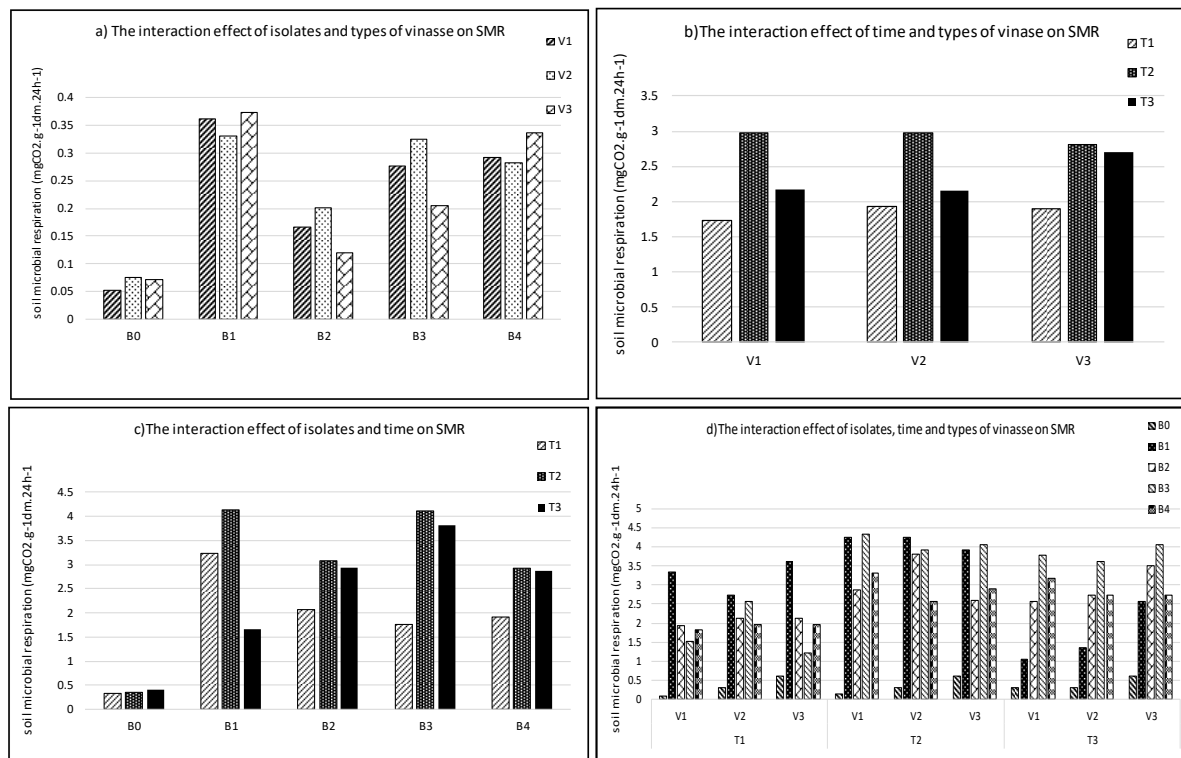 a) The interaction effect of isolates and types of vinasse on SMR
V1
V2
V3
soil microbial respiration (mgCO2.g-1dm.24h-1)
0.4
0.35
0.3
0.25
0.2
0.15
0.1
0.05
0
B0 B1 B2 B3 B4
b)The interaction effect of time and types of vinase on SMR
T1
T2
T3
soil microbial respiration (mgCO2.g-1dm.24h-1)
3.5
3
2.5
2
1.5
1
0.5
0
V1 V2 V3
c)The interaction effect of isolates and time on SMR
T1
T2
T3
soil microbial respiration (mgCO2.g-1dm.24h-1
4.5
4
3.5
3
2.5
2
1.5
1
0.5
0
B0 B1 B2 B3 B4
d)The interaction effect of isolates, time and types of vinasse on SMR
B0
B1
B2
B3
B4
soil microbial respiration (mgCO2.g-1dm.24h-1
5
4.5
4
3.5
3
2.5
2
1.5
1
0.5
0
V1 V2 V3 V1 V2 V3 V1 V2 V3
T1 T2 T3